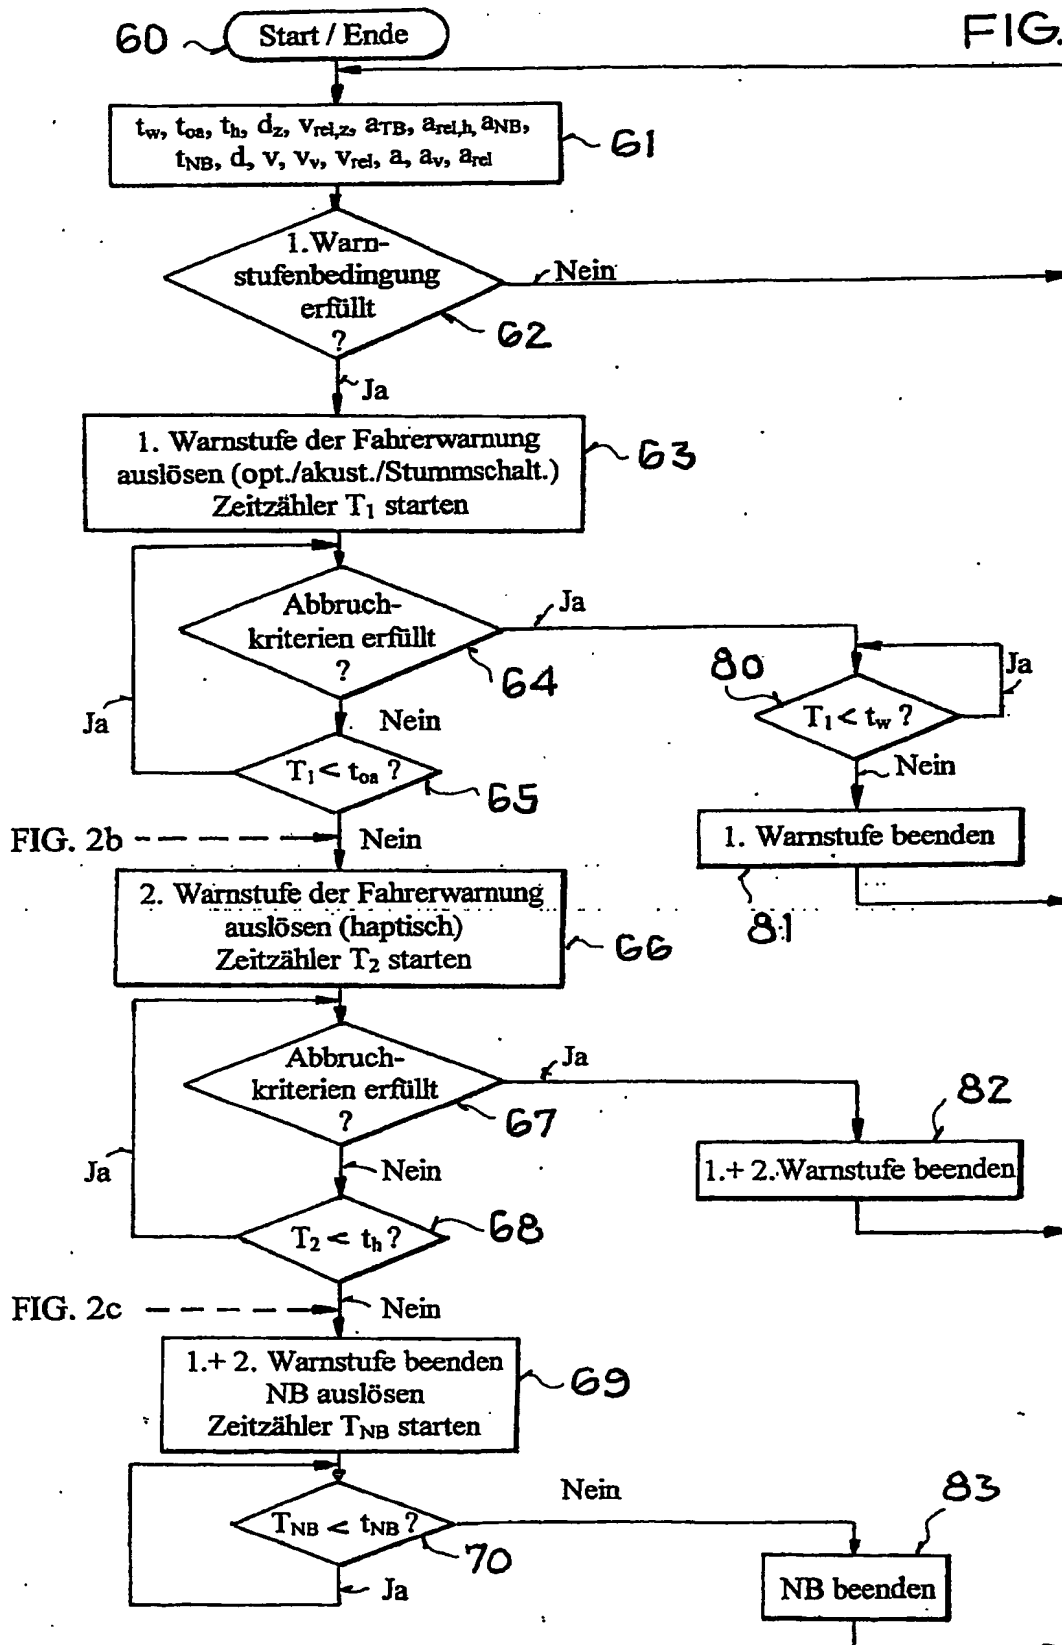 60
Start / Ende
FIG.
t_w, t_oa, t_h, d_z, v_rel,z, a_TB, a_rel,h, a_NB,
t_NB, d, v, v_v, v_rel, a, a_v, a_rel
61
1.Warn-
stufenbedingung
erfüllt
?
Nein
62
Ja
1. Warnstufe der Fahrerwarnung
auslösen (opt./akust./Stummschalt.)
Zeitzähler T_1 starten
63
Abbruch-
kriterien erfüllt
?
Ja
64
80
T_1 < t_w ?
Ja
Nein
Ja
Nein
T_1 < t_oa ?
65
1. Warnstufe beenden
81
FIG. 2b
Nein
2. Warnstufe der Fahrerwarnung
auslösen (haptisch)
Zeitzähler T_2 starten
66
Abbruch-
kriterien erfüllt
?
Ja
67
82
1.+ 2.Warnstufe beenden
Ja
Nein
T_2 < t_h ?
68
FIG. 2c
Nein
1.+ 2. Warnstufe beenden
NB auslösen
Zeitzähler T_NB starten
69
T_NB < t_NB ?
Nein
70
Ja
83
NB beenden